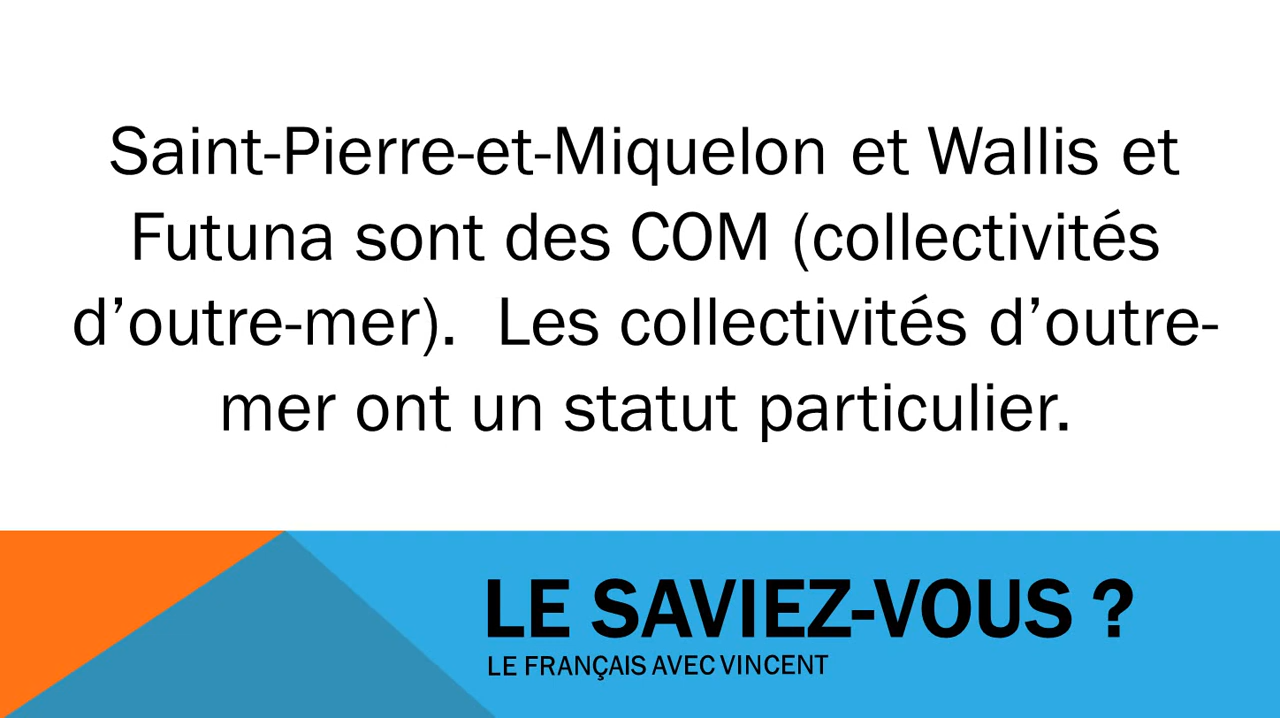 Saint-Pierre-et-Miquelon et Wallis et
Futuna sont des COM (collectivités
d’outre-mer).  Les collectivités d’outre-
mer ont un statut particulier.
LE SAVIEZ-VOUS ?
LE FRANÇAIS AVEC VINCENT